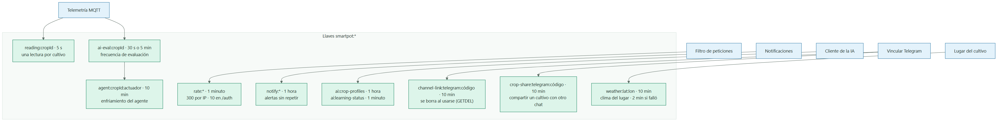 Telemetría MQTT
Llaves smartpot:*
reading:cropId · 5 s
una lectura por cultivo
ai-eval:cropId · 30 s o 5 min
frecuencia de evaluación
Filtro de peticiones
Notificaciones
Cliente de la IA
Vincular Telegram
Lugar del cultivo
agent:cropId:actuador · 10
min
enfriamiento del agente
rate:* · 1 minuto
300 por IP · 10 en /auth
notify:* · 1 hora
alertas sin repetir
ai:crop-profiles · 1 hora
ai:learning-status · 1 minuto
channel-link:telegram:código
· 10 min
se borra al usarse (GETDEL)
crop-share:telegram:código ·
10 min
compartir un cultivo con otro
chat
weather:lat:lon · 10 min
clima del lugar · 2 min si falló